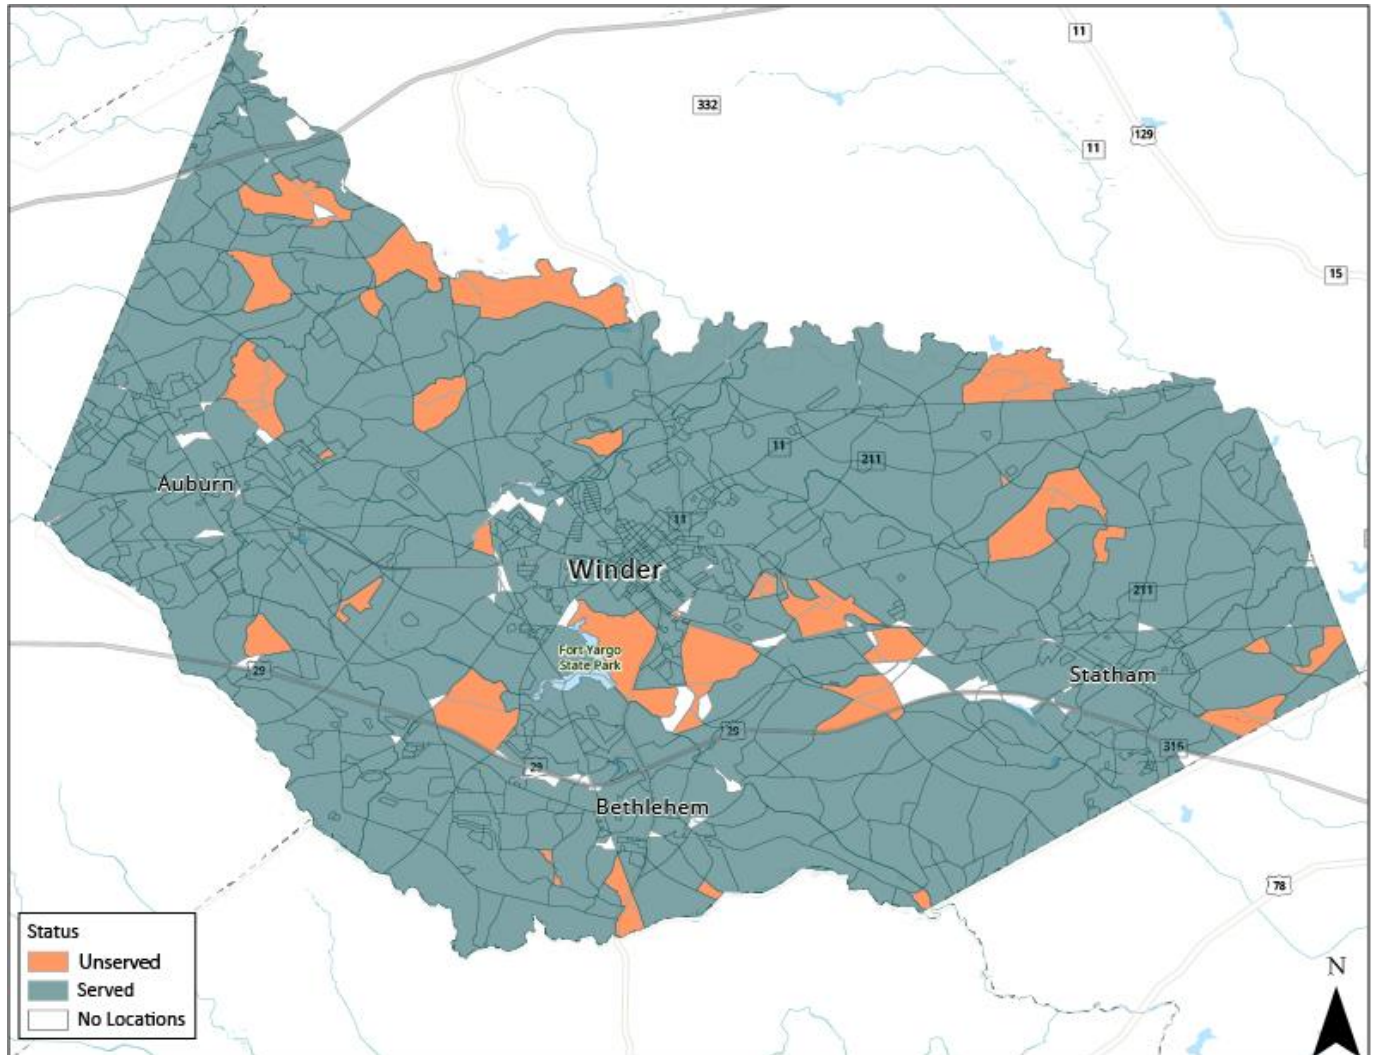 11
332
129
11
15
11
211
Auburn
11
Winder
211
Fort Yargo
State Park
29
Statham
29
316
29
Bethlehem
78
Status
Unserved
Served
No Locations
N